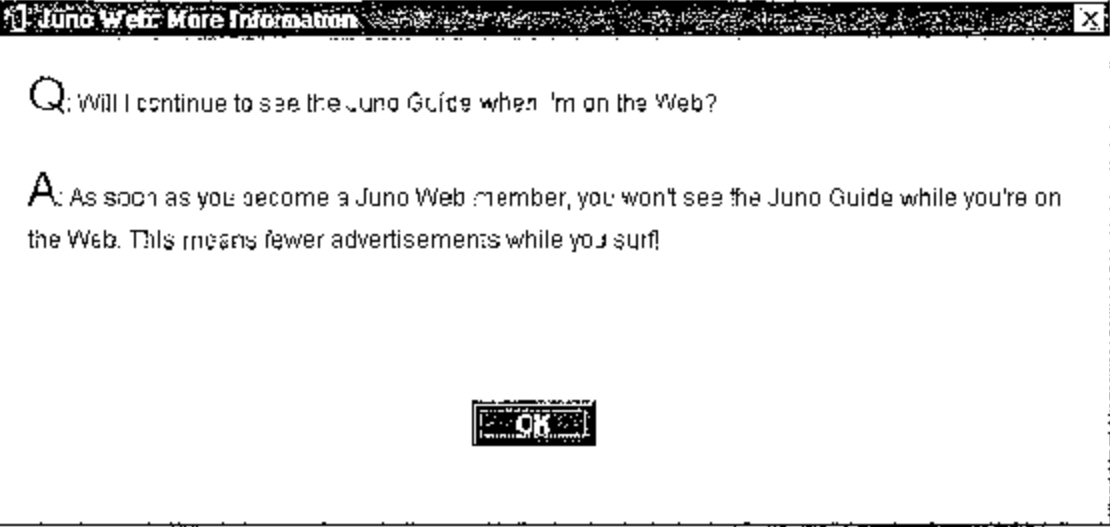 Juno Web: More Information
Q: Will I continue to see the Juno Guide when I'm on the Web?
A: As soon as you become a Juno Web member, you won't see the Juno Guide while you're on
the Web. This means fewer advertisements while you surf!
OK